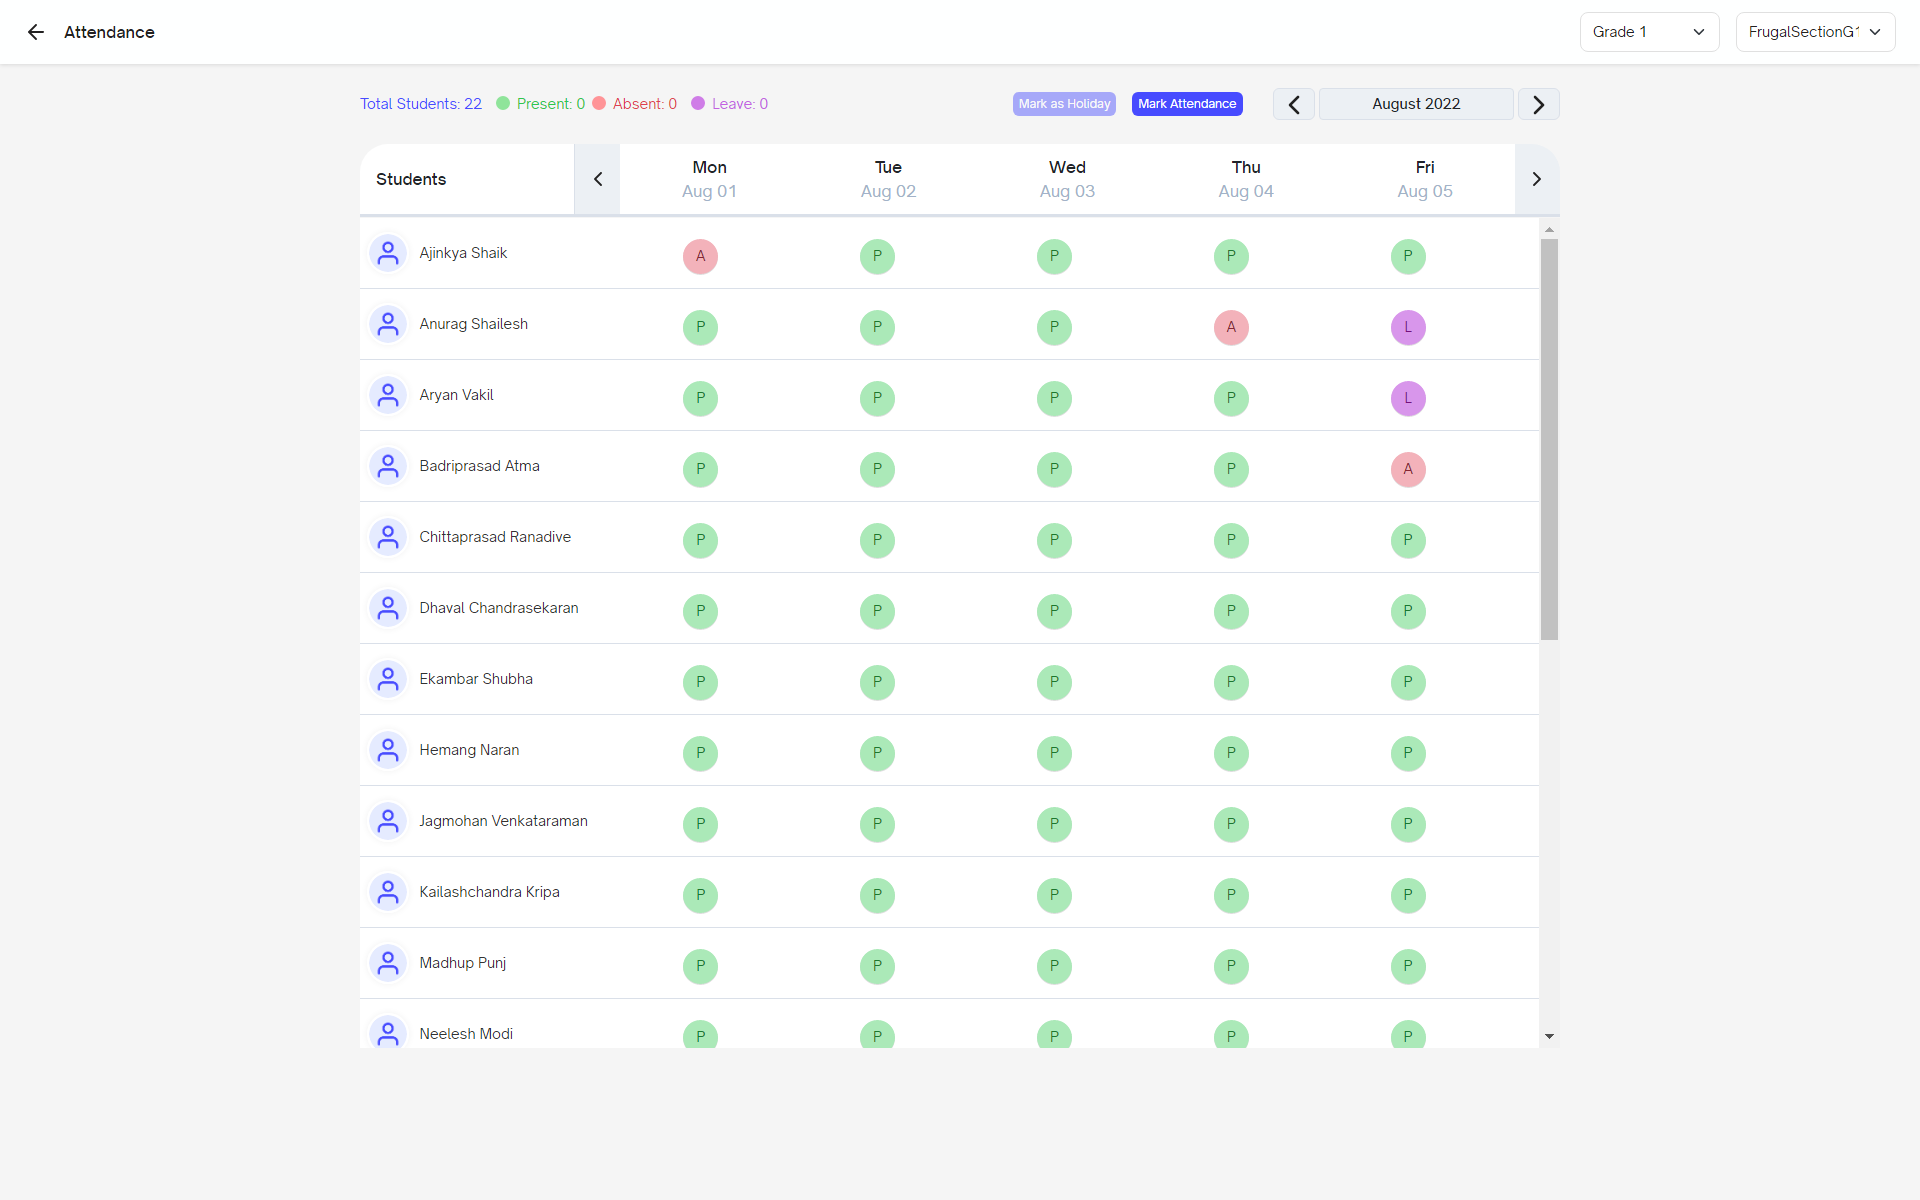 Attendance
Grade 1
FrugalSectionG1
Total Students: 22 Present: 0 Absent: 0 Leave: 0
Mark as Holiday
Mark Attendance
August 2022
Students Mon Tue Wed Thu Fri
Aug 01 Aug 02 Aug 03 Aug 04 Aug 05
Ajinkya Shaik A P P P P
Anurag Shailesh P P P A L
Aryan Vakil P P P P L
Badriprasad Atma P P P P A
Chittaprasad Ranadive P P P P P
Dhaval Chandrasekaran P P P P P
Ekambar Shubha P P P P P
Hemang Naran P P P P P
Jagmohan Venkataraman P P P P P
Kailashchandra Kripa P P P P P
Madhup Punj P P P P P
Neelesh Modi P P P P P